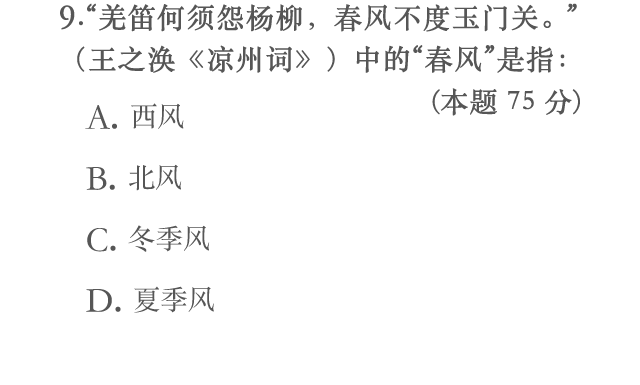 9.“羌笛何须怨杨柳，春风不度玉门关。”
（王之涣《凉州词》）中的“春风”是指：
(本题 75 分)
A. 西风
B. 北风
C. 冬季风
D. 夏季风